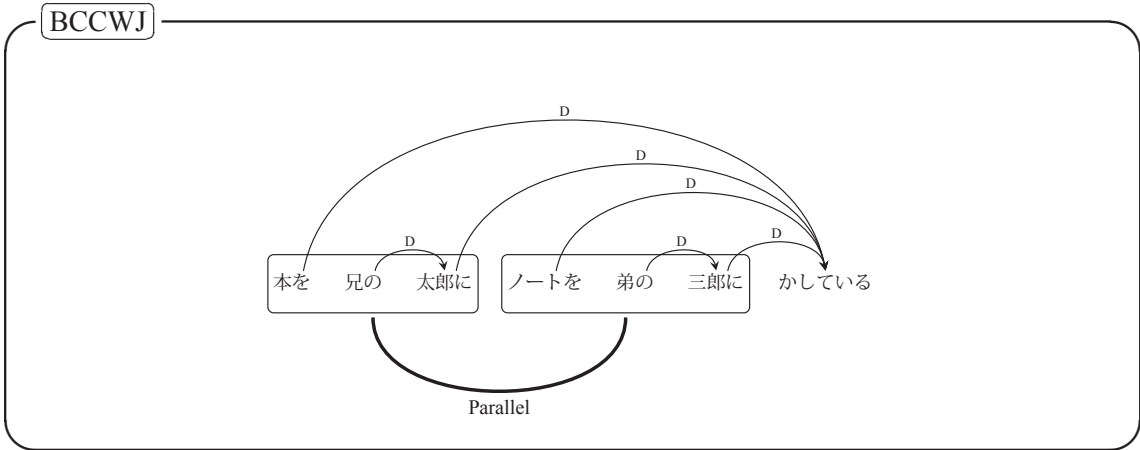 BCCWJ
D
D
D
D D D
本を 兄の 太郎に ノートを 弟の 三郎に かしている
Parallel